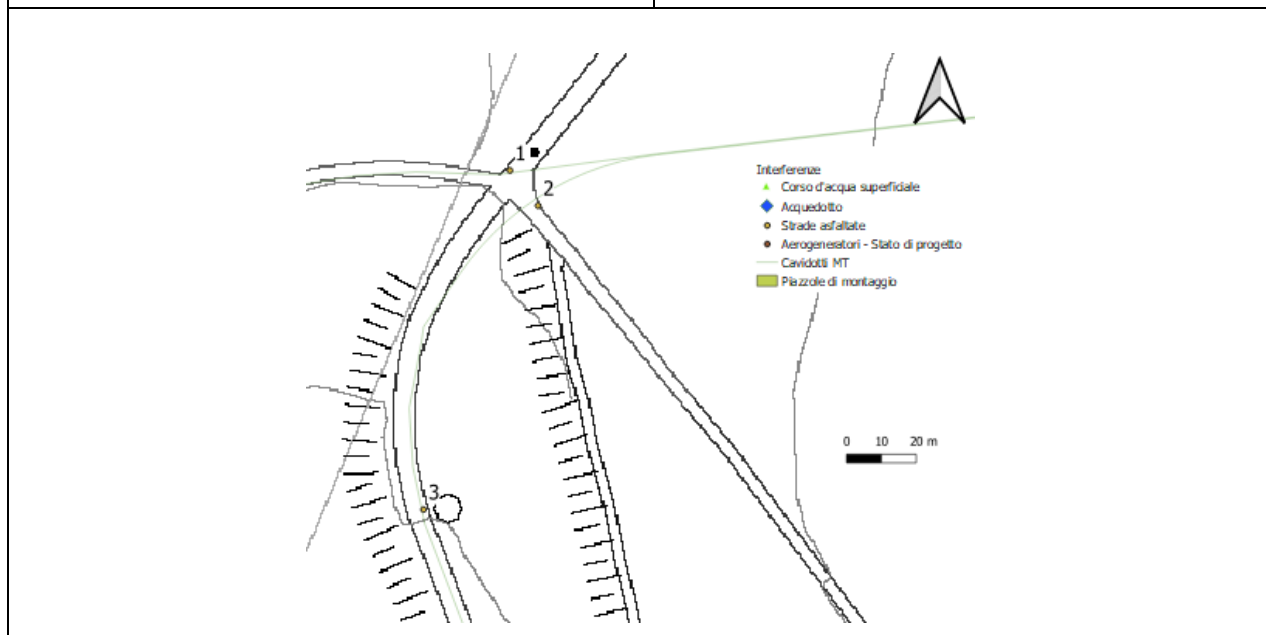 1
2
Interferenze
Corso d'acqua superficiale
Acquedotto
Strade asfaltate
Aerogeneratori - Stato di progetto
Cavidotti MT
Piazzole di montaggio
0 10 20 m
3